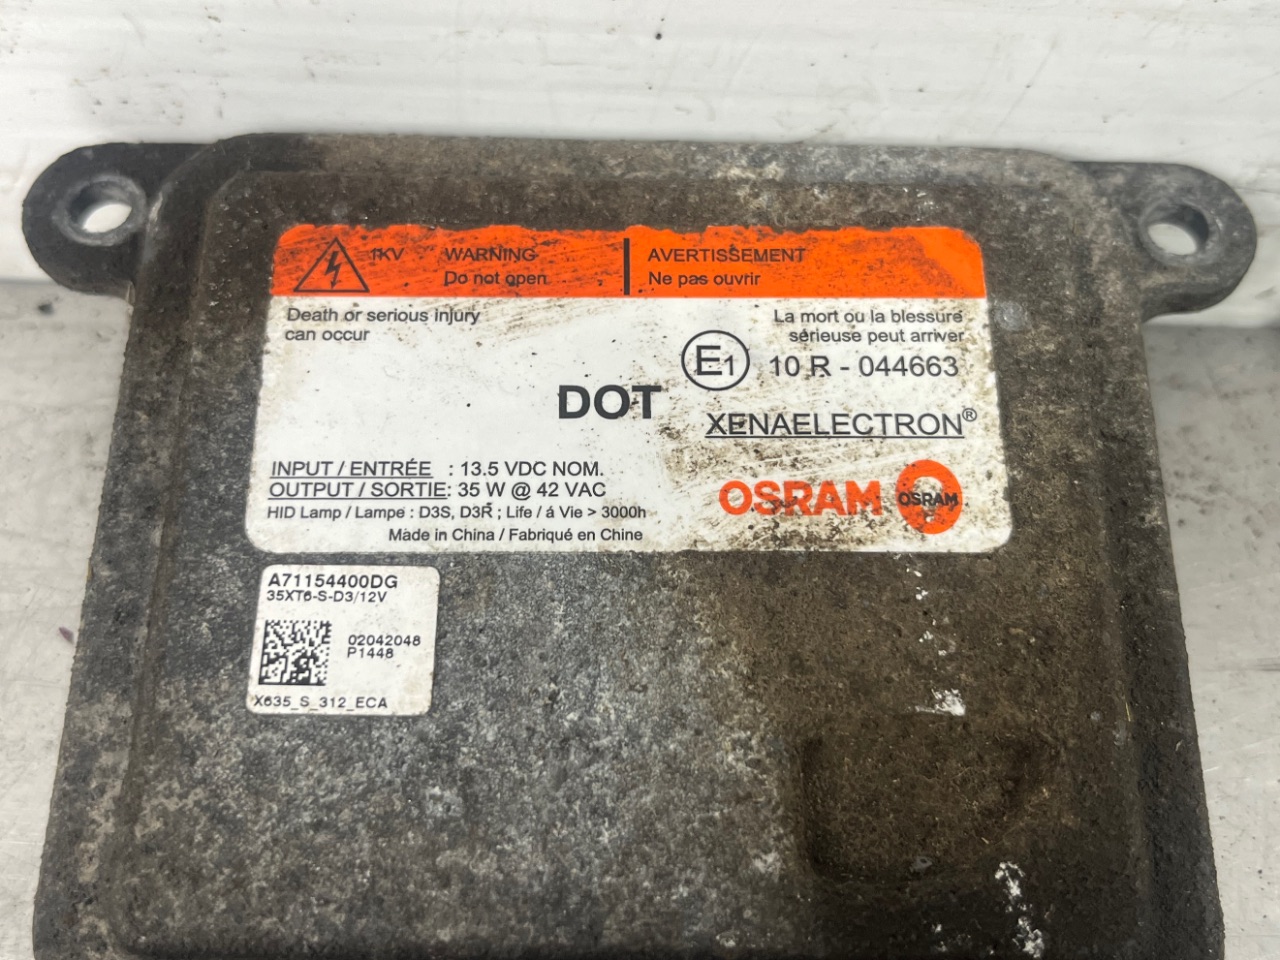 1KV WARNING
Do not open
AVERTISSEMENT
Ne pas ouvrir
Death or serious injury
can occur
La mort ou la blessure
sérieuse peut arriver
E1 10 R - 044663
DOT
XENAELECTRON®
INPUT / ENTRÉE : 13.5 VDC NOM.
OUTPUT / SORTIE: 35 W @ 42 VAC
HID Lamp / Lampe : D3S, D3R ; Life / á Vie > 3000h
Made in China / Fabriqué en Chine
OSRAM OSRAM
A71154400DG
35XT6-S-D3/12V
02042048
P1448
X635_S_312_ECA